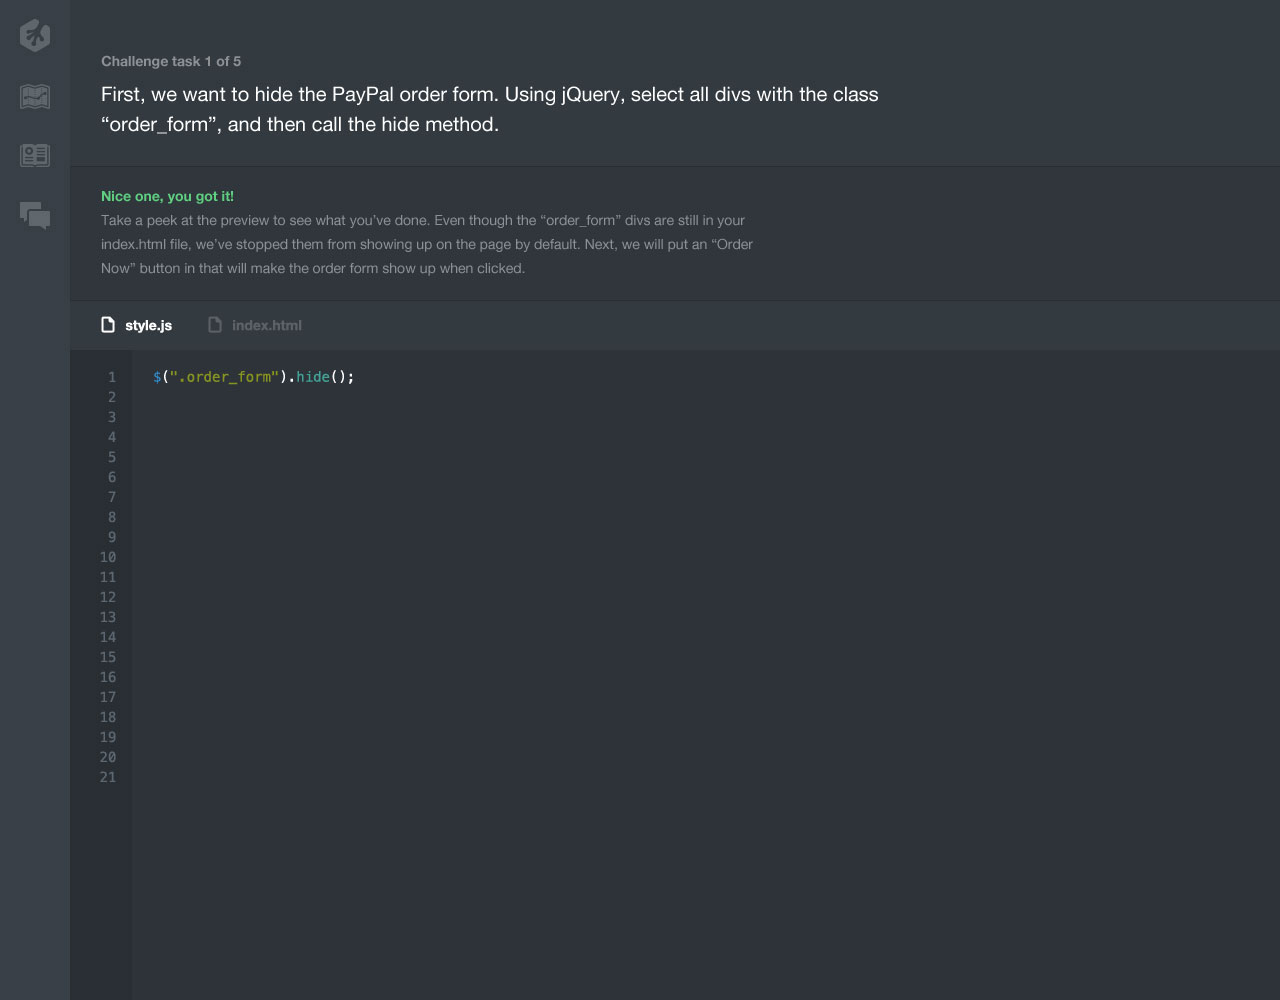 Challenge task 1 of 5
First, we want to hide the PayPal order form. Using jQuery, select all divs with the class
“order_form”, and then call the hide method.
Nice one, you got it!
Take a peek at the preview to see what you’ve done. Even though the “order_form” divs are still in your
index.html file, we’ve stopped them from showing up on the page by default. Next, we will put an “Order
Now” button in that will make the order form show up when clicked.
style.js index.html
1 $(".order_form").hide();
2
3
4
5
6
7
8
9
10
11
12
13
14
15
16
17
18
19
20
21